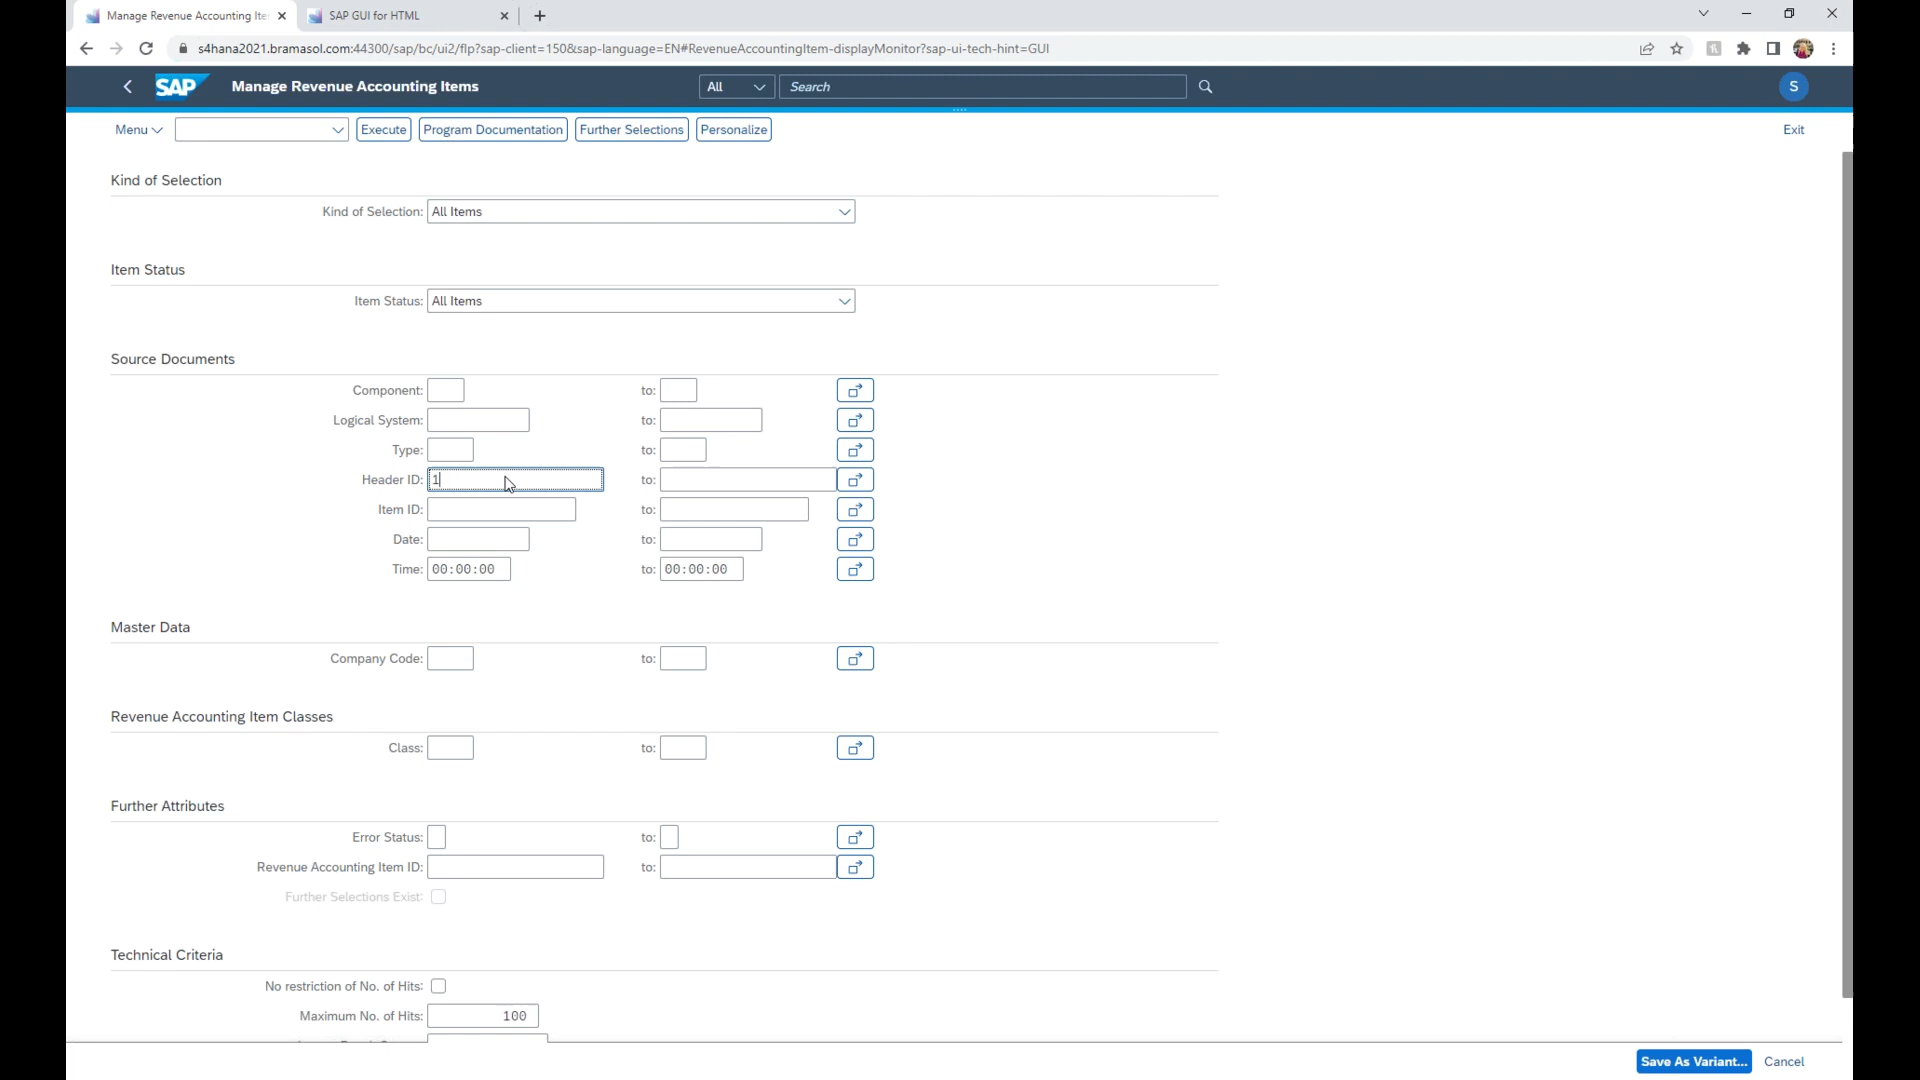 Manage Revenue Accounting Ite
SAP GUI for HTML
s4hana2021.bramasol.com:44300/sap/bc/ui2/flp?sap-client=150&sap-language=EN#RevenueAccountingItem-displayMonitor?sap-ui-tech-hint=GUI
SAP Manage Revenue Accounting Items All Search S
Menu Execute Program Documentation Further Selections Personalize Exit
Kind of Selection
Kind of Selection: All Items
Item Status
Item Status: All Items
Source Documents
Component: to:
Logical System: to:
Type: to:
Header ID: 1 to:
Item ID: to:
Date: to:
Time: 00:00:00 to: 00:00:00
Master Data
Company Code: to:
Revenue Accounting Item Classes
Class: to:
Further Attributes
Error Status: to:
Revenue Accounting Item ID: to:
Further Selections Exist:
Technical Criteria
No restriction of No. of Hits:
Maximum No. of Hits: 100
Save As Variant... Cancel